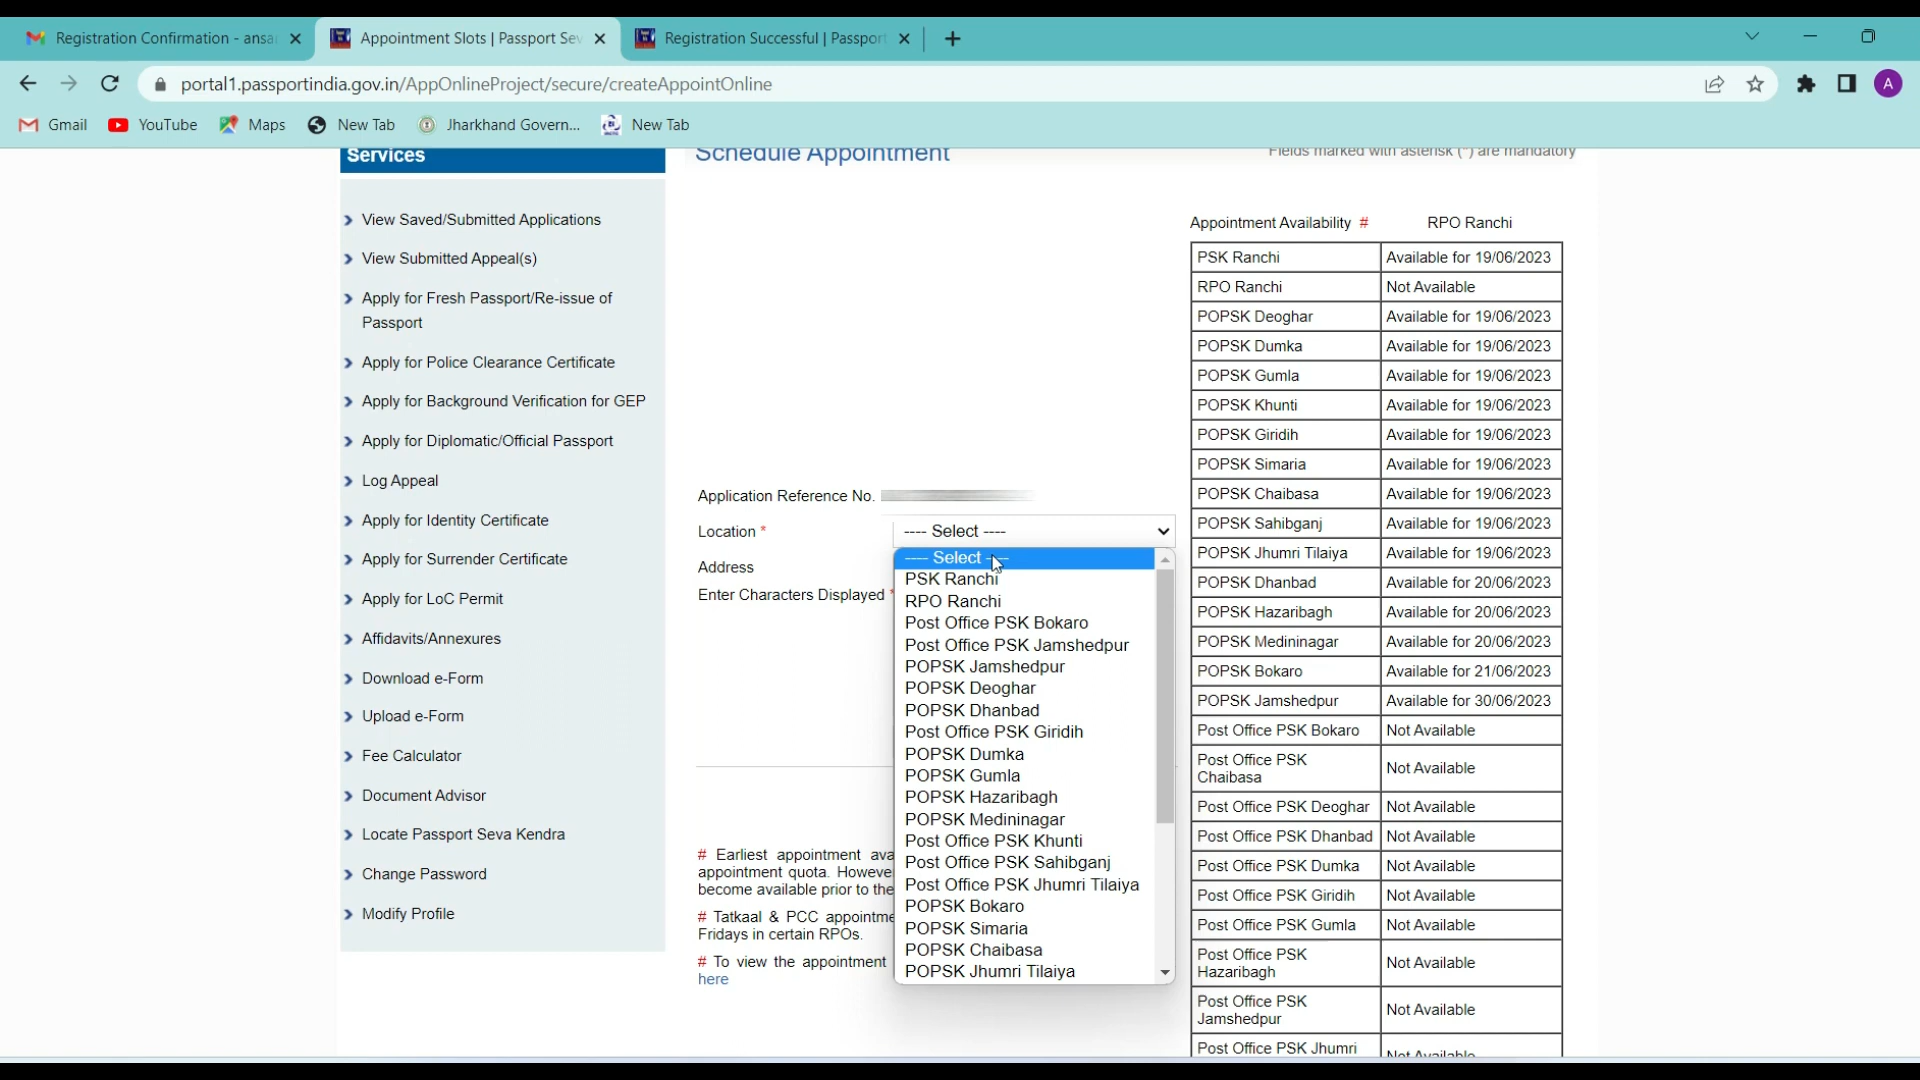 Registration Confirmation - ansa
Appointment Slots | Passport Sev
Registration Successful | Passport
portal1.passportindia.gov.in/AppOnlineProject/secure/createAppointOnline
A
Gmail
YouTube
Maps
New Tab
Jharkhand Govern...
New Tab
Services
View Saved/Submitted Applications
View Submitted Appeal(s)
Apply for Fresh Passport/Re-issue of
Passport
Apply for Police Clearance Certificate
Apply for Background Verification for GEP
Apply for Diplomatic/Official Passport
Log Appeal
Apply for Identity Certificate
Apply for Surrender Certificate
Apply for LoC Permit
Affidavits/Annexures
Download e-Form
Upload e-Form
Fee Calculator
Document Advisor
Locate Passport Seva Kendra
Change Password
Modify Profile
Schedule Appointment
Fields marked with asterisk (*) are mandatory
Application Reference No.
Location *
---- Select ----
Address
Enter Characters Displayed *
---- Select ----
PSK Ranchi
RPO Ranchi
Post Office PSK Bokaro
Post Office PSK Jamshedpur
POPSK Jamshedpur
POPSK Deoghar
POPSK Dhanbad
Post Office PSK Giridih
POPSK Dumka
POPSK Gumla
POPSK Hazaribagh
POPSK Medininagar
Post Office PSK Khunti
Post Office PSK Sahibganj
Post Office PSK Jhumri Tilaiya
POPSK Bokaro
POPSK Simaria
POPSK Chaibasa
POPSK Jhumri Tilaiya
# Earliest appointment ava
appointment quota. Howeve
become available prior to the
# Tatkaal & PCC appointme
Fridays in certain RPOs.
# To view the appointment
here
Appointment Availability # RPO Ranchi
PSK Ranchi Available for 19/06/2023
RPO Ranchi Not Available
POPSK Deoghar Available for 19/06/2023
POPSK Dumka Available for 19/06/2023
POPSK Gumla Available for 19/06/2023
POPSK Khunti Available for 19/06/2023
POPSK Giridih Available for 19/06/2023
POPSK Simaria Available for 19/06/2023
POPSK Chaibasa Available for 19/06/2023
POPSK Sahibganj Available for 19/06/2023
POPSK Jhumri Tilaiya Available for 19/06/2023
POPSK Dhanbad Available for 20/06/2023
POPSK Hazaribagh Available for 20/06/2023
POPSK Medininagar Available for 20/06/2023
POPSK Bokaro Available for 21/06/2023
POPSK Jamshedpur Available for 30/06/2023
Post Office PSK Bokaro Not Available
Post Office PSK
Chaibasa Not Available
Post Office PSK Deoghar Not Available
Post Office PSK Dhanbad Not Available
Post Office PSK Dumka Not Available
Post Office PSK Giridih Not Available
Post Office PSK Gumla Not Available
Post Office PSK
Hazaribagh Not Available
Post Office PSK
Jamshedpur Not Available
Post Office PSK Jhumri Not Available